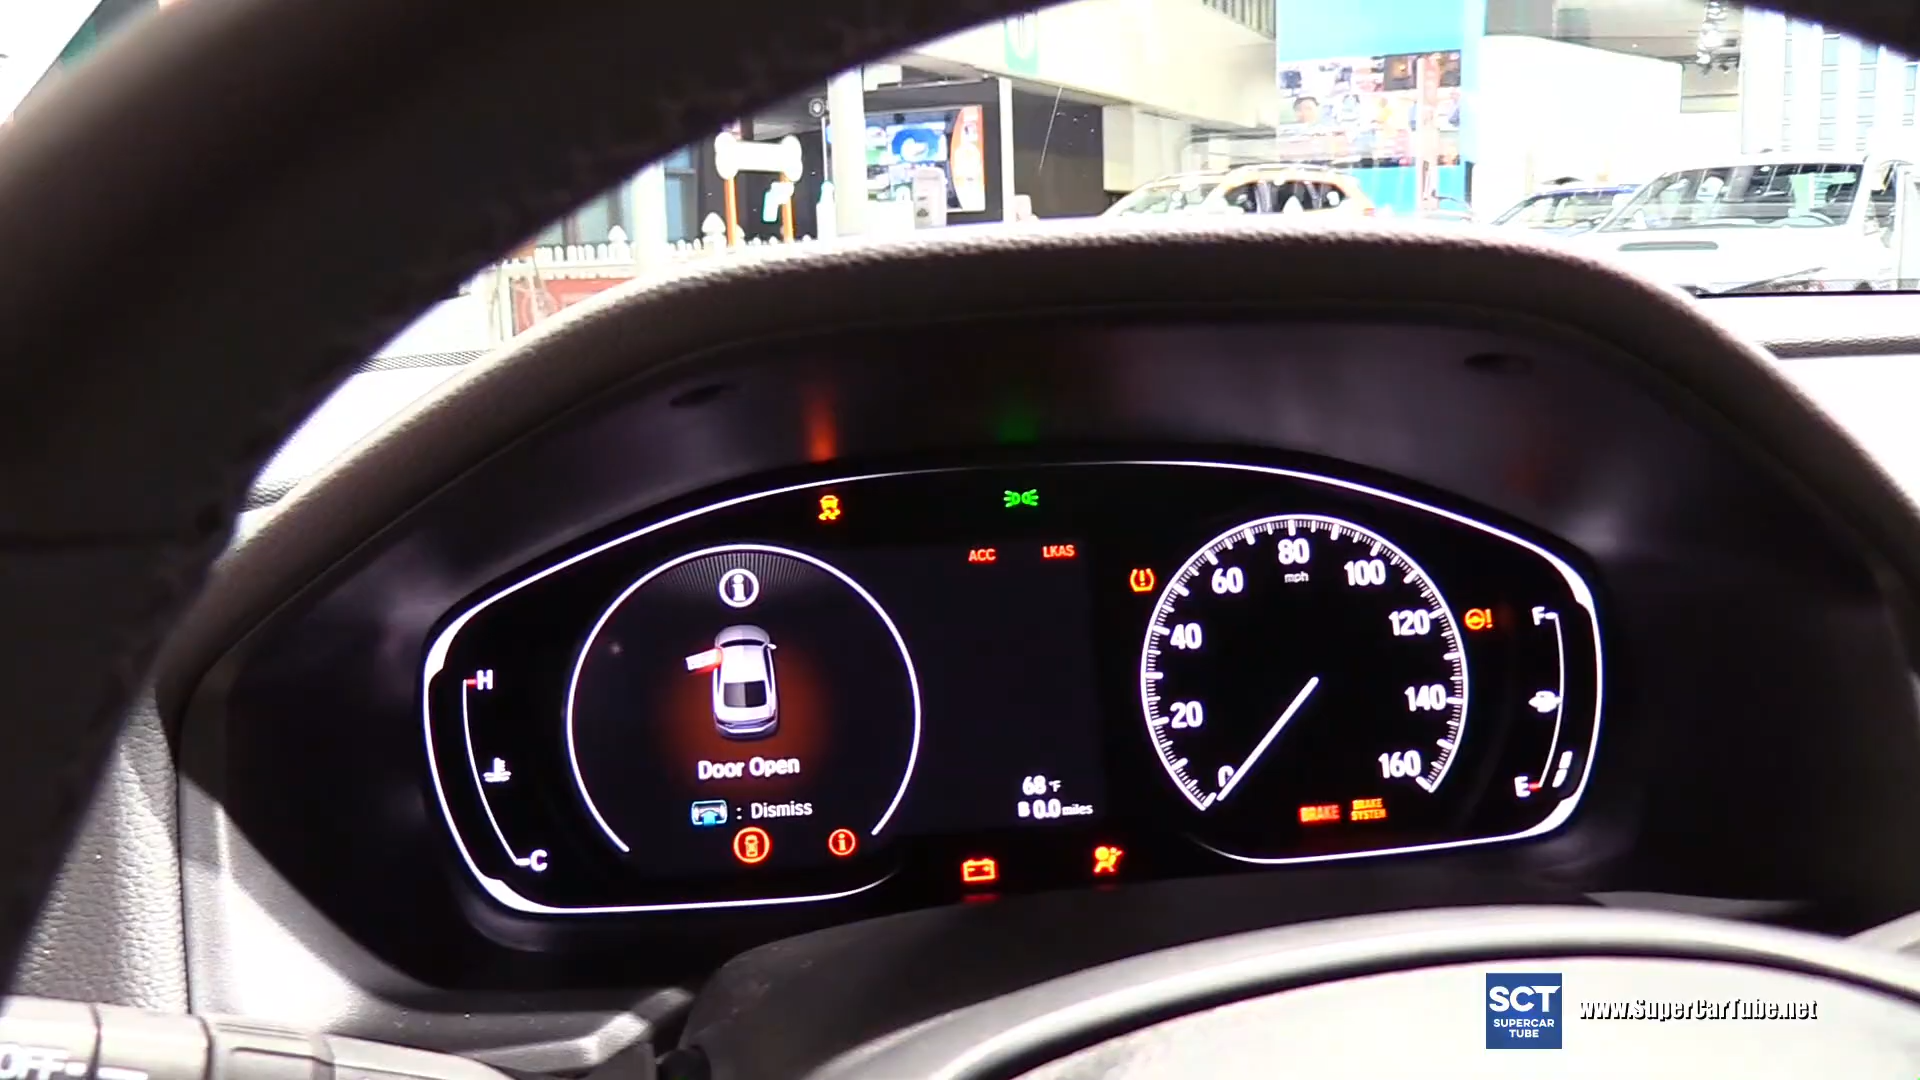 ACC LKAS
80
mph
60
100
40
120
!
F
H
20
140
Door Open
160
0
E
68 °F
: Dismiss
B 0.0 miles
BRAKE
BRAKE
SYSTEM
C
OFF
SCT
SUPERCAR
TUBE
www.SuperCarTube.net